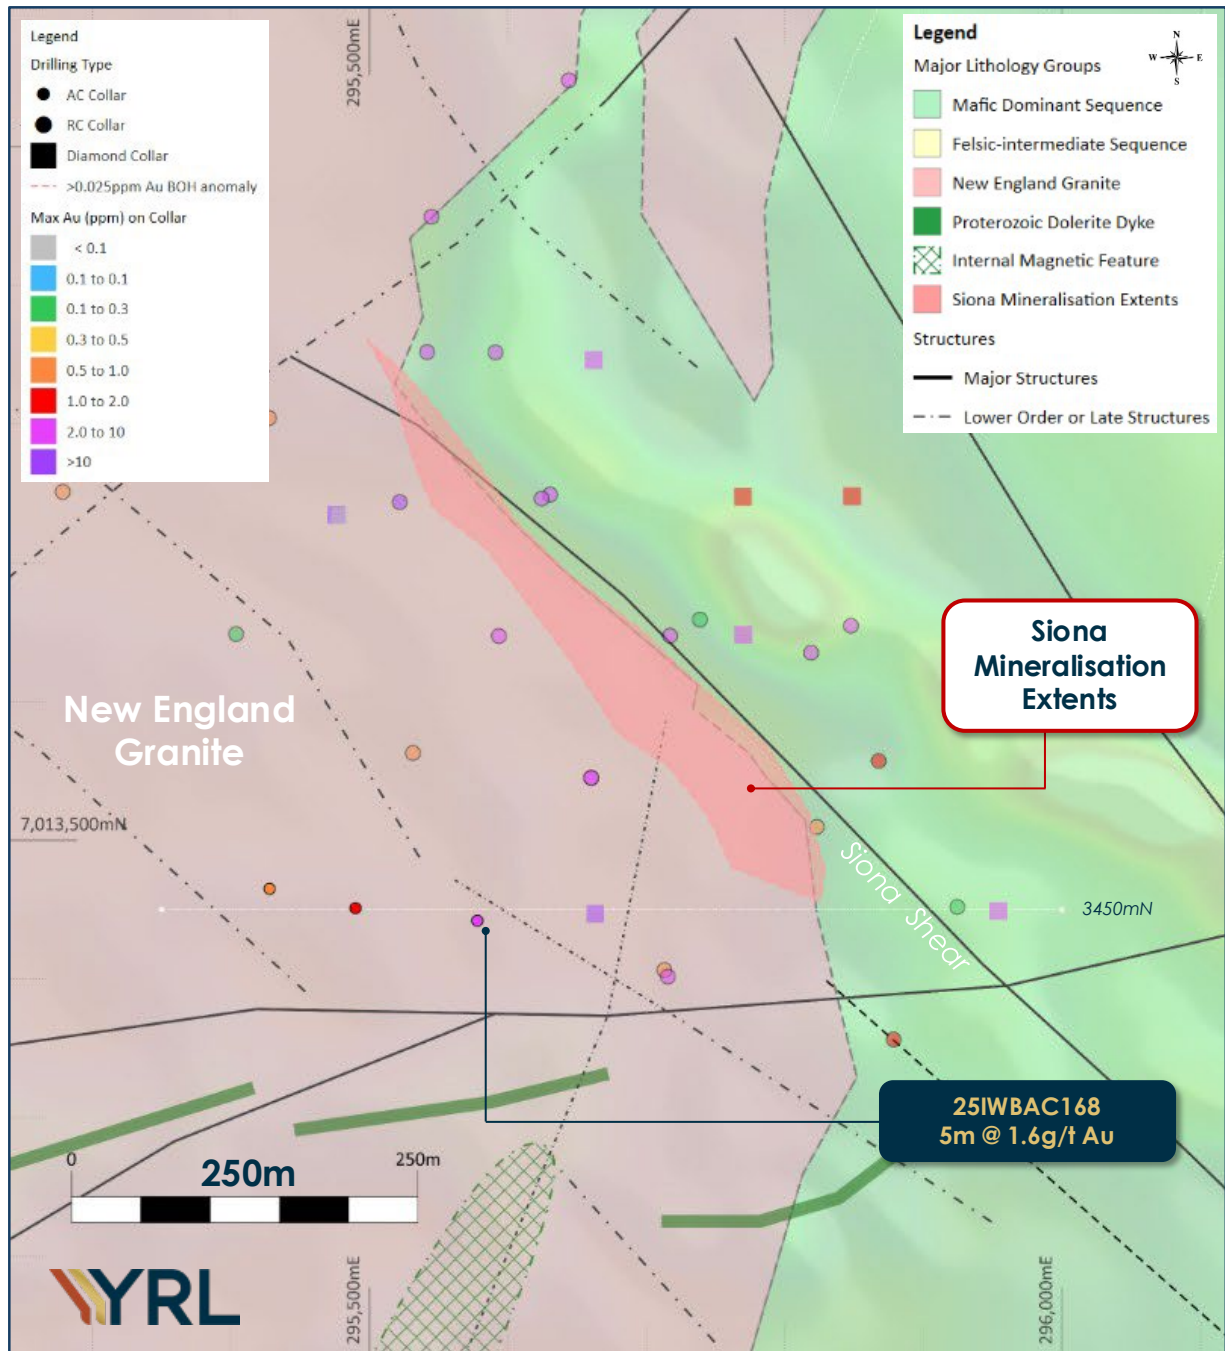 Legend
Drilling Type
AC Collar
RC Collar
Diamond Collar
>0.025ppm Au BOH anomaly
Max Au (ppm) on Collar
< 0.1
0.1 to 0.1
0.1 to 0.3
0.3 to 0.5
0.5 to 1.0
1.0 to 2.0
2.0 to 10
>10
295,500mE
Legend
N
W E
S
Major Lithology Groups
Mafic Dominant Sequence
Felsic-intermediate Sequence
New England Granite
Proterozoic Dolerite Dyke
Internal Magnetic Feature
Siona Mineralisation Extents
Structures
Major Structures
Lower Order or Late Structures
Siona
Mineralisation
Extents
New England
Granite
7,013,500mN
Siona Shear
3450mN
25IWBAC168
5m @ 1.6g/t Au
0 250m 250m
YRL
295,500mE
296,000mE